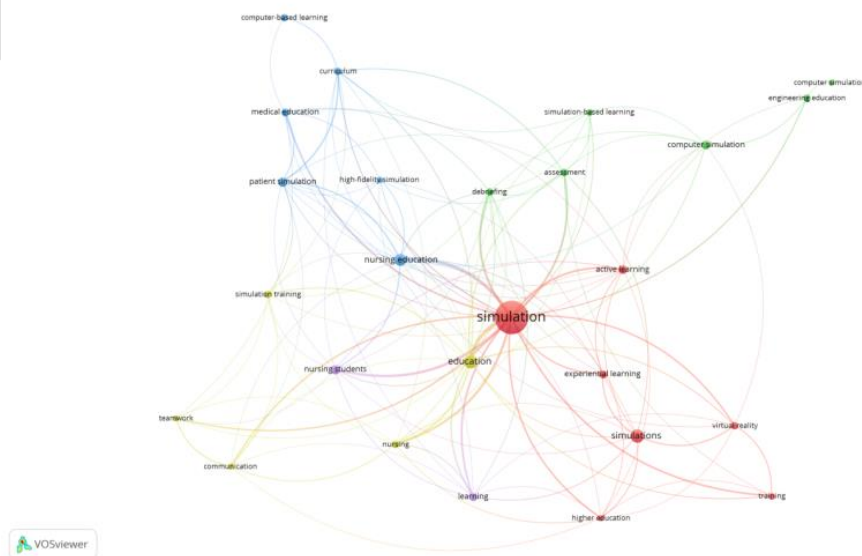 computer-based learning
curriculum
computer simulation
engineering education
medical education
simulation-based learning
computer simulation
patient simulation
high-fidelity simulation
assessment
debriefing
nursing education
active learning
simulation training
simulation
education
nursing students
experiential learning
teamwork
virtual reality
simulations
nursing
communication
learning
training
higher education
VOSviewer